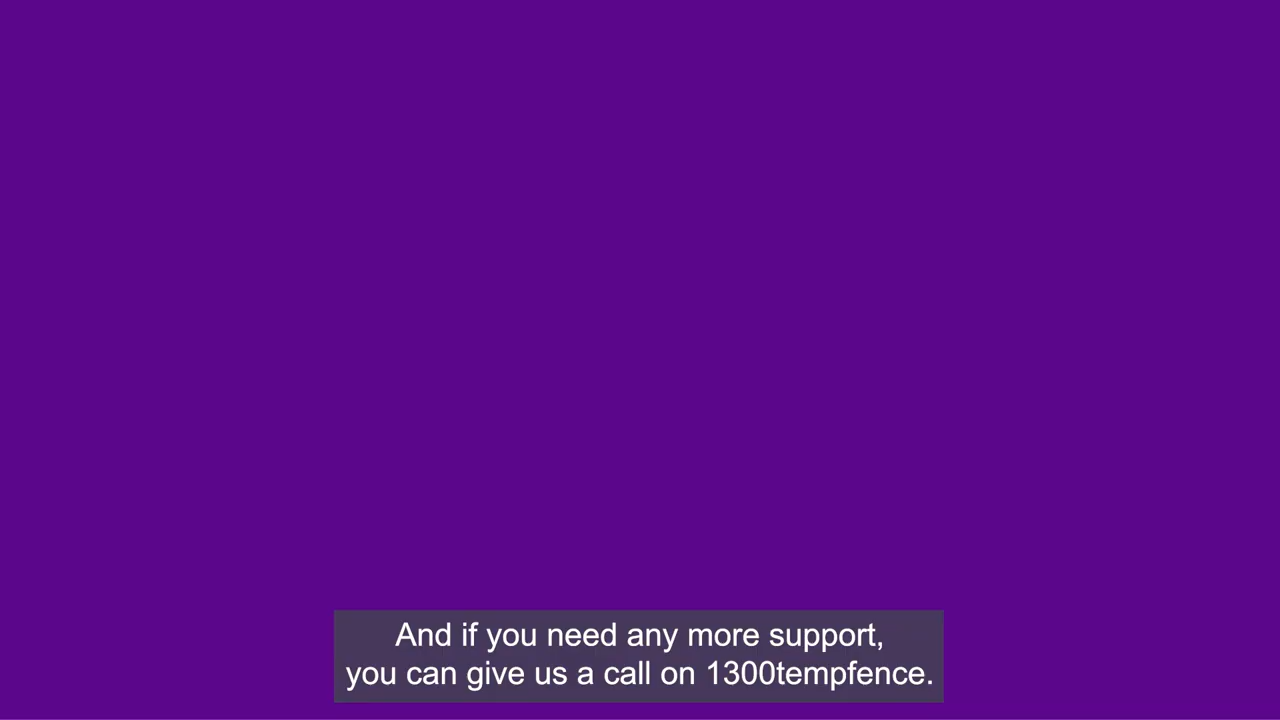 And if you need any more support,
you can give us a call on 1300tempfence.